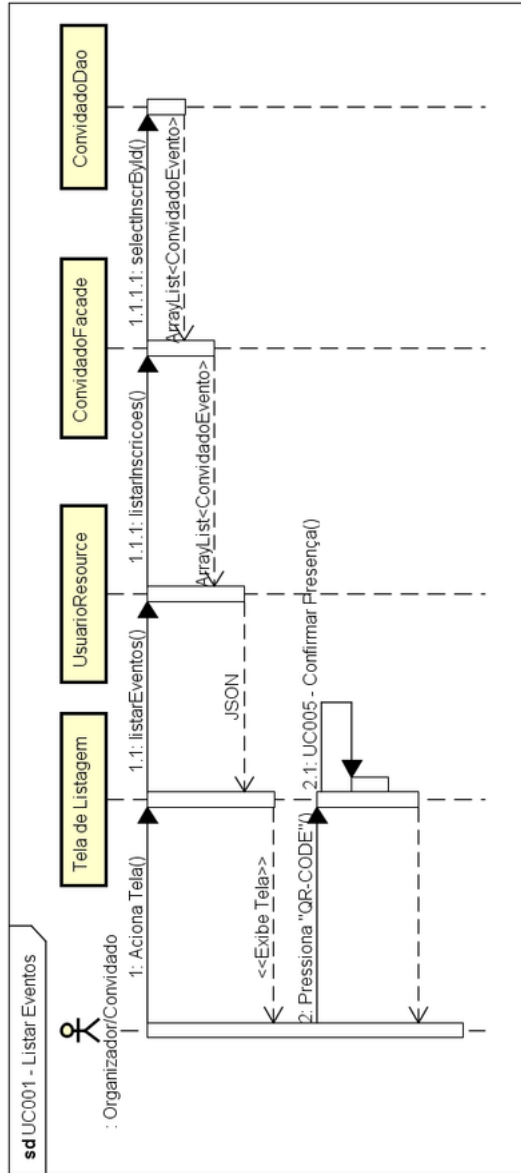 sd UC001 - Listar Eventos
: Organizador/Convidado
Tela de Listagem
UsuarioResource
ConvidadoFacade
ConvidadoDao
1: Aciona Tela()
1.1: listarEventos()
1.1.1: listarInscricoes()
1.1.1.1: selectInscrById()
ArrayList<ConvidadoEvento>
ArrayList<ConvidadoEvento>
JSON
<<Exibe Tela>>
2: Pressiona "QR-CODE"()
2.1: UC005 - Confirmar Presença()